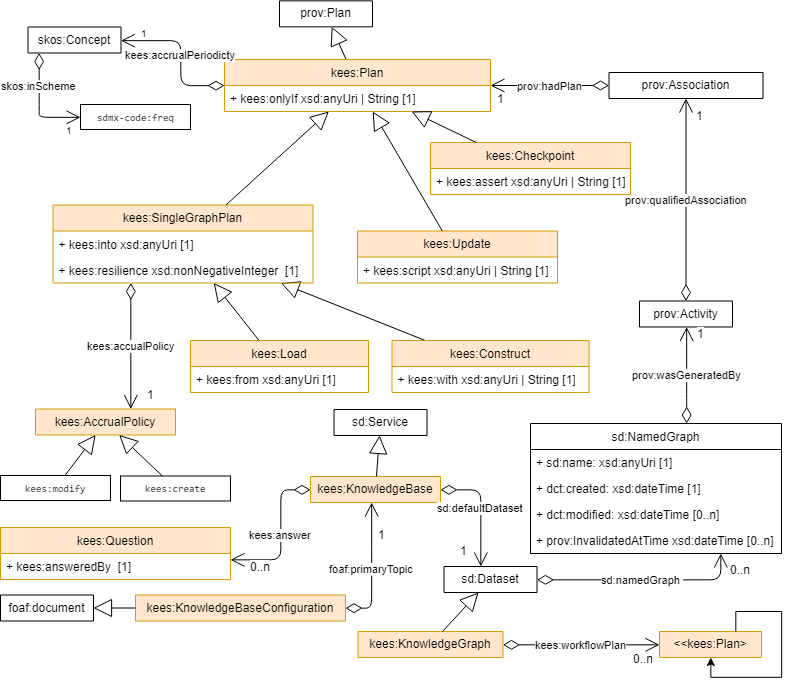 prov:Plan
skos:Concept
1
kees:accrualPeriodicty
kees:Plan
+ kees:onlyIf xsd:anyUri | String [1]
1
prov:hadPlan
prov:Association
skos:inScheme
1
sdmx-code:freq
1
kees:Checkpoint
+ kees:assert xsd:anyUri | String [1]
prov:qualifiedAssociation
kees:SingleGraphPlan
+ kees:into xsd:anyUri [1]
+ kees:resilience xsd:nonNegativeInteger  [1]
kees:Update
+ kees:script xsd:anyUri | String [1]
prov:Activity
1
kees:accualPolicy
1
kees:Load
+ kees:from xsd:anyUri [1]
kees:Construct
+ kees:with xsd:anyUri | String [1]
prov:wasGeneratedBy
kees:AccrualPolicy
kees:modify
kees:create
sd:Service
sd:NamedGraph
+ sd:name: xsd:anyUri [1]
+ dct:created: xsd:dateTime [1]
+ dct:modified: xsd:dateTime [0..n]
+ prov:InvalidatedAtTime xsd:dateTime [0..n]
kees:KnowledgeBase
sd:defaultDataset
1
kees:answer
0..n
1
kees:Question
+ kees:answeredBy  [1]
foaf:primaryTopic
sd:Dataset
sd:namedGraph
0..n
foaf:document
kees:KnowledgeBaseConfiguration
kees:KnowledgeGraph
kees:workflowPlan
0..n
<<kees:Plan>